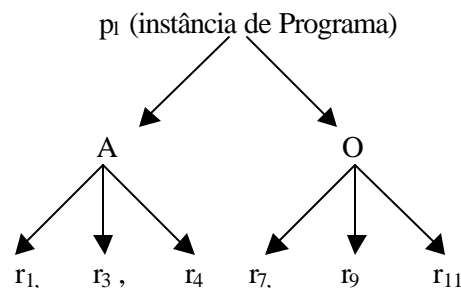 p₁ (instância de Programa)
A O
r₁, r₃ , r₄ r₇, r₉ r₁₁